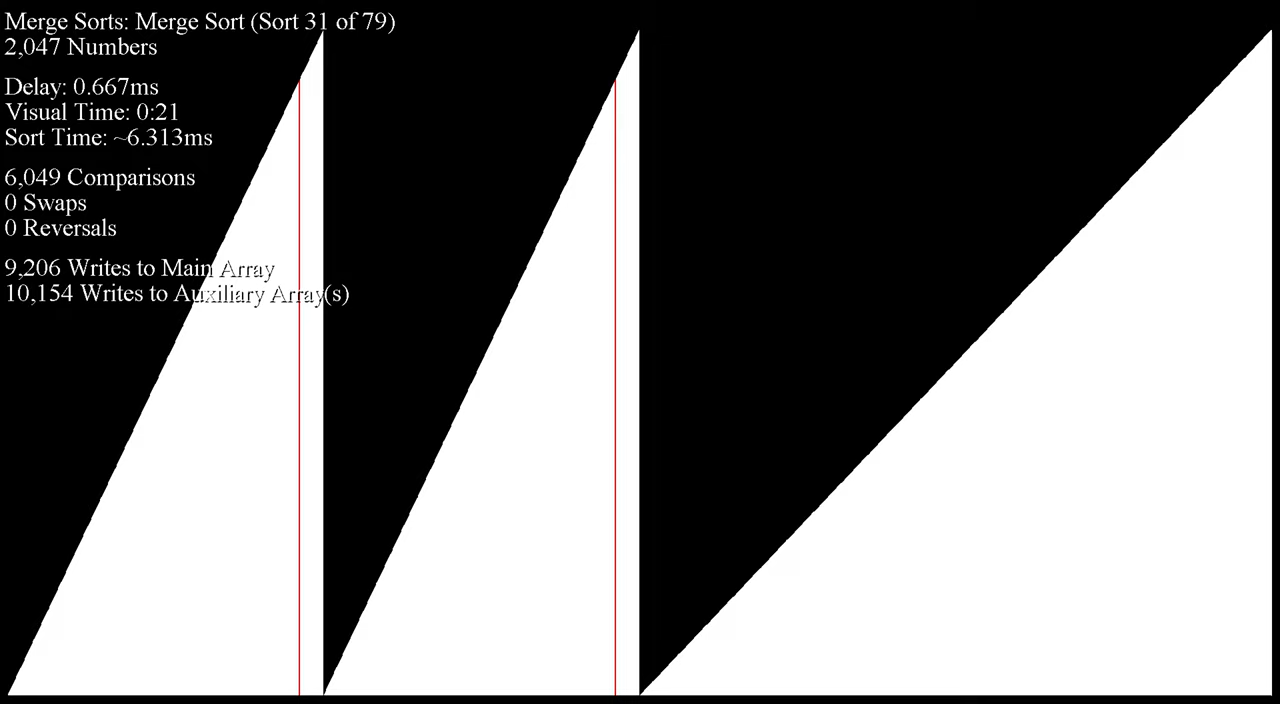 Merge Sorts: Merge Sort (Sort 31 of 79)
2,047 Numbers
Delay: 0.667ms
Visual Time: 0:21
Sort Time: ~6.313ms
6,049 Comparisons
0 Swaps
0 Reversals
9,206 Writes to Main Array
10,154 Writes to Auxiliary Array(s)